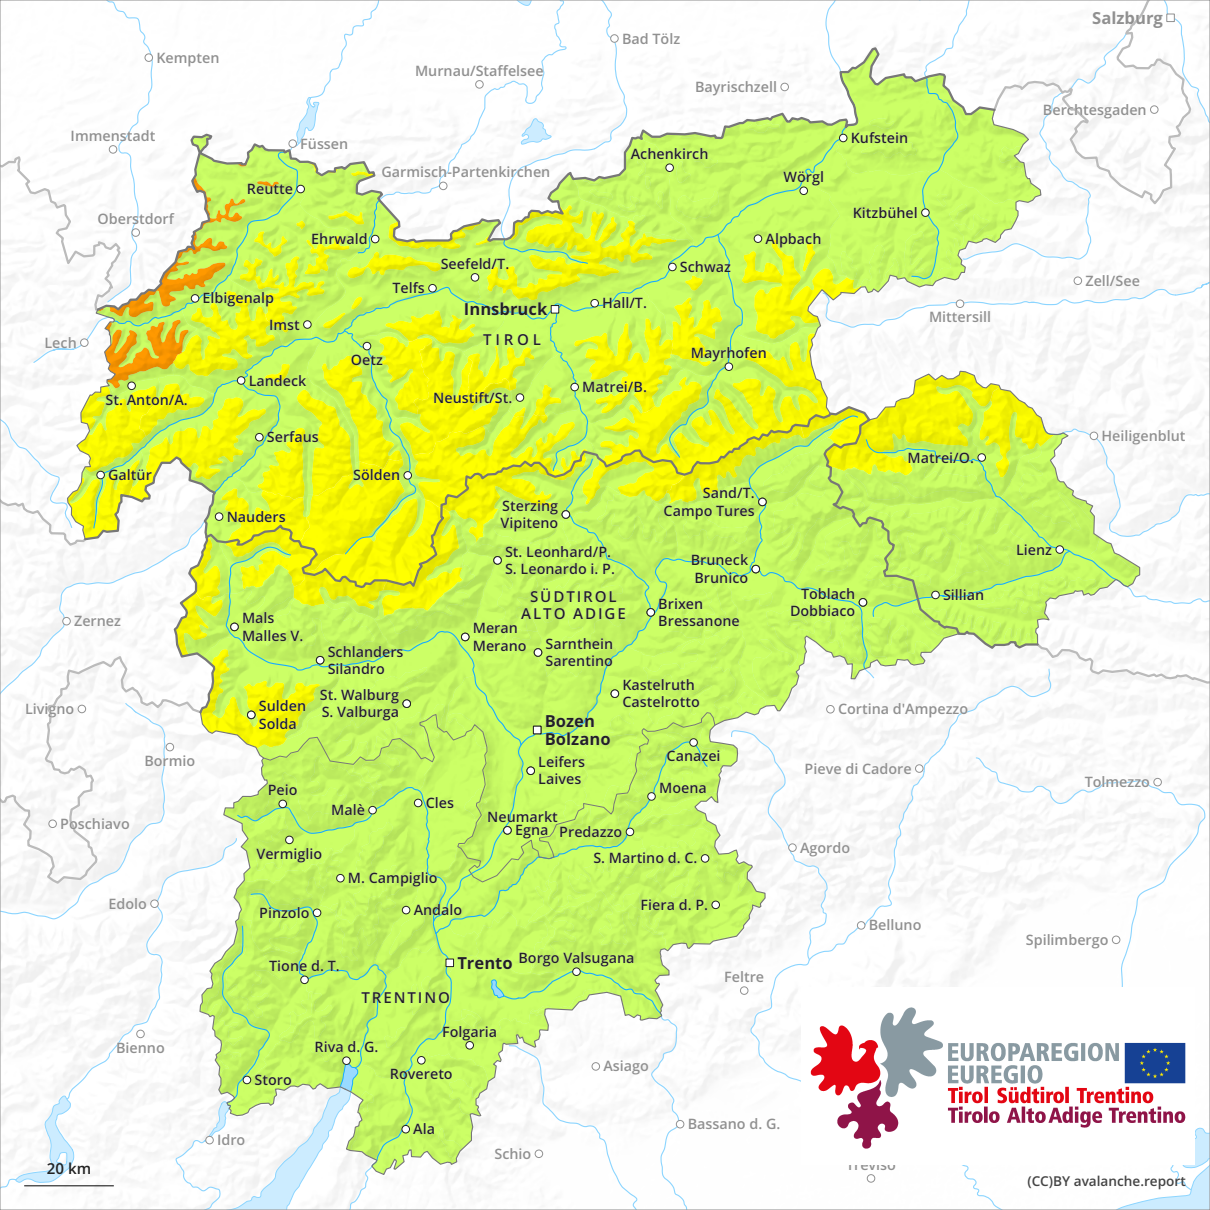 Salzburg
Bad Tölz
Kempten
Murnau/Staffelsee
Bayrischzell
Berchtesgaden
Immenstadt
Füssen
Kufstein
Achenkirch
Garmisch-Partenkirchen
Wörgl
Reutte
Oberstdorf
Kitzbühel
Ehrwald
Alpbach
Seefeld/T.
Schwaz
Zell/See
Telfs
Elbigenalp
Hall/T.
Innsbruck
Mittersill
Imst
TIROL
Lech
Oetz
Mayrhofen
Landeck
Matrei/B.
St. Anton/A.
Neustift/St.
Serfaus
Heiligenblut
Matrei/O.
Galtür
Sölden
Sand/T.
Campo Tures
Sterzing
Vipiteno
Nauders
St. Leonhard/P.
S. Leonardo i. P.
Lienz
Bruneck
Brunico
SÜDTIROL
ALTO ADIGE
Toblach
Dobbiaco
Sillian
Brixen
Bressanone
Zernez
Mals
Malles V.
Meran
Merano
Sarnthein
Sarentino
Schlanders
Silandro
Kastelruth
Castelrotto
St. Walburg
S. Valburga
Sulden
Solda
Livigno
Cortina d'Ampezzo
Bozen
Bolzano
Bormio
Canazei
Leifers
Laives
Pieve di Cadore
Tolmezzo
Peio
Moena
Malè
Cles
Neumarkt
Egna
Predazzo
Poschiavo
Vermiglio
S. Martino d. C.
Agordo
M. Campiglio
Edolo
Pinzolo
Andalo
Fiera d. P.
Belluno
Spilimbergo
Trento
Borgo Valsugana
Tione d. T.
Feltre
TRENTINO
Folgaria
Bienno
Riva d. G.
Rovereto
Asiago
Storo
EUROPAREGION
EUREGIO
Tirol Südtirol Trentino
Tirolo Alto Adige Trentino
Ala
Bassano d. G.
Idro
Schio
Treviso
20 km
(CC)BY avalanche.report